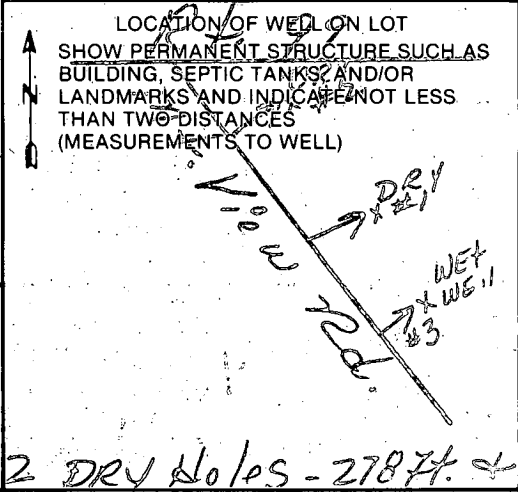 LOCATION OF WELL ON LOT
SHOW PERMANENT STRUCTURE SUCH AS
BUILDING, SEPTIC TANKS, AND/OR
LANDMARKS AND INDICATE NOT LESS
THAN TWO DISTANCES
(MEASUREMENTS TO WELL)
N
View Rd.
DRY
x #1
WEt
x WEll
#3
2 DRY Holes - 278 Ft. &